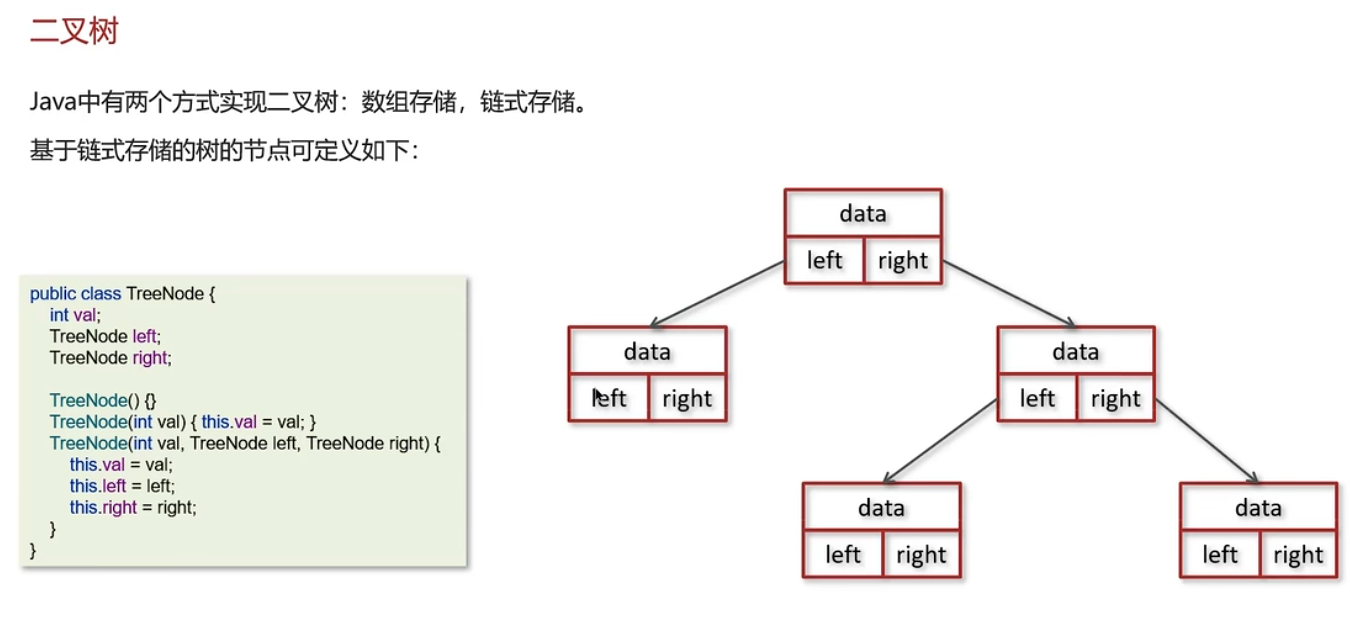 二叉树
Java中有两个方式实现二叉树：数组存储，链式存储。
基于链式存储的树的节点可定义如下：
public class TreeNode {
int val;
TreeNode left;
TreeNode right;
TreeNode() {}
TreeNode(int val) { this.val = val; }
TreeNode(int val, TreeNode left, TreeNode right) {
this.val = val;
this.left = left;
this.right = right;
}
}
data
left right
data
left right
data
left right
data
left right
data
left right